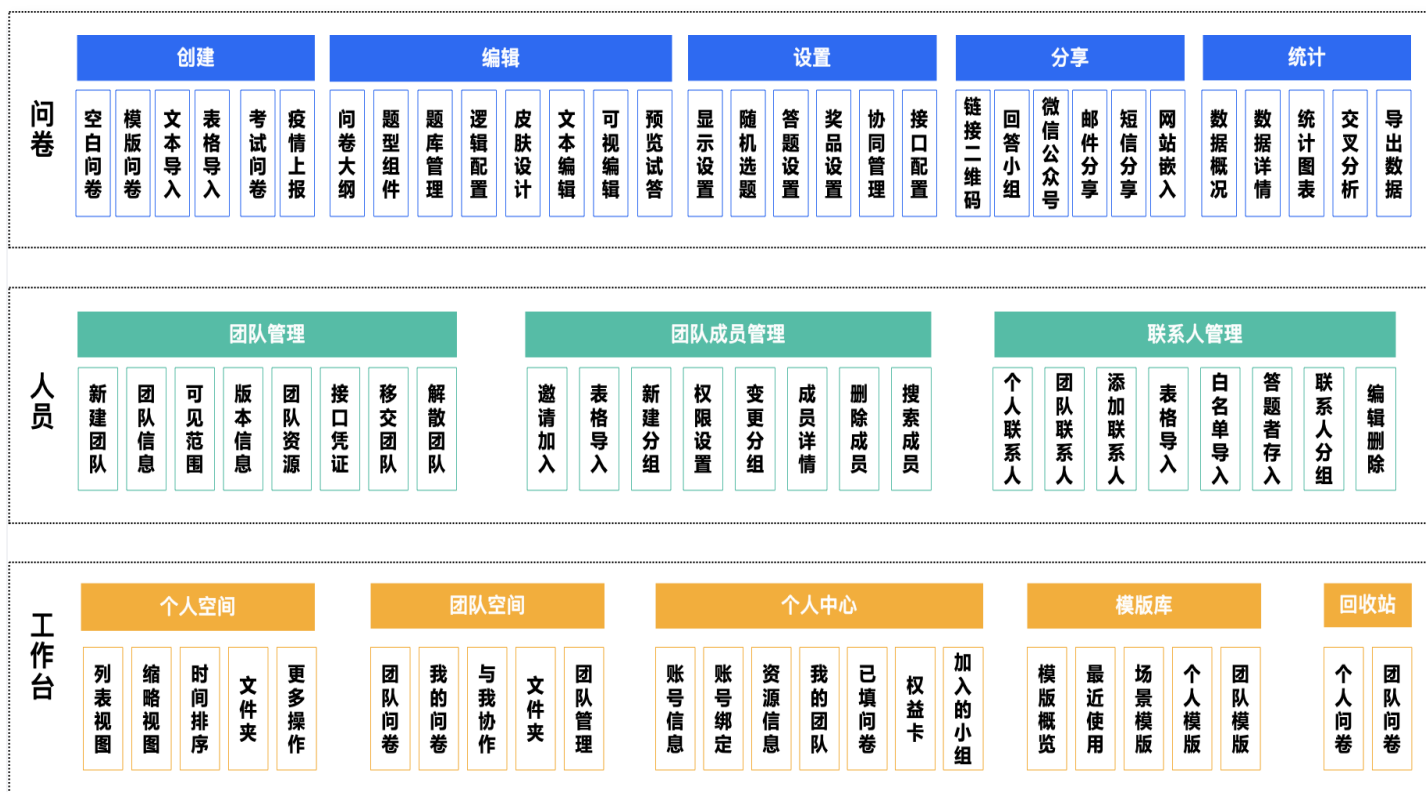 问卷
创建
空白问卷
模版问卷
文本导入
表格导入
考试问卷
疫情上报
编辑
问卷大纲
题型组件
题库管理
逻辑配置
皮肤设计
文本编辑
可视编辑
预览试答
设置
显示设置
随机选题
答题设置
奖品设置
协同管理
接口配置
分享
链接二维码
回答小组
微信公众号
邮件分享
短信分享
网站嵌入
统计
数据概况
数据详情
统计图表
交叉分析
导出数据
人员
团队管理
新建团队
团队信息
可见范围
版本信息
团队资源
接口凭证
移交团队
解散团队
团队成员管理
邀请加入
表格导入
新建分组
权限设置
变更分组
成员详情
删除成员
搜索成员
联系人管理
个人联系人
团队联系人
添加联系人
表格导入
白名单导入
答题者存入
联系人分组
编辑删除
工作台
个人空间
列表视图
缩略视图
时间排序
文件夹
更多操作
团队空间
团队问卷
我的问卷
与我协作
文件夹
团队管理
个人中心
账号信息
账号绑定
资源信息
我的团队
已填问卷
权益卡
加入的小组
模版库
模版概览
最近使用
场景模版
个人模版
团队模版
回收站
个人问卷
团队问卷